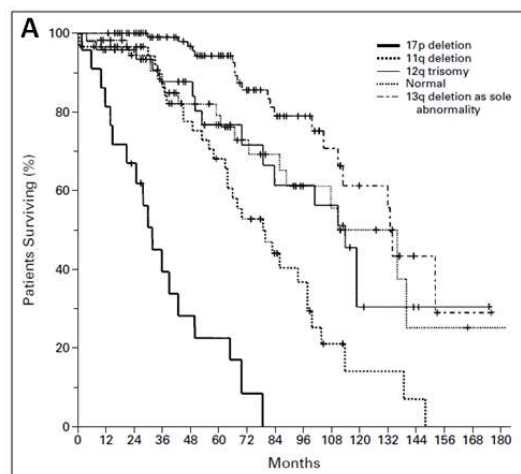 A
17p deletion
11q deletion
12q trisomy
Normal
13q deletion as sole
abnormality
Patients Surviving (%)
100
80
60
40
20
0
0 12 24 36 48 60 72 84 96 108 120 132 144 156 168 180
Months